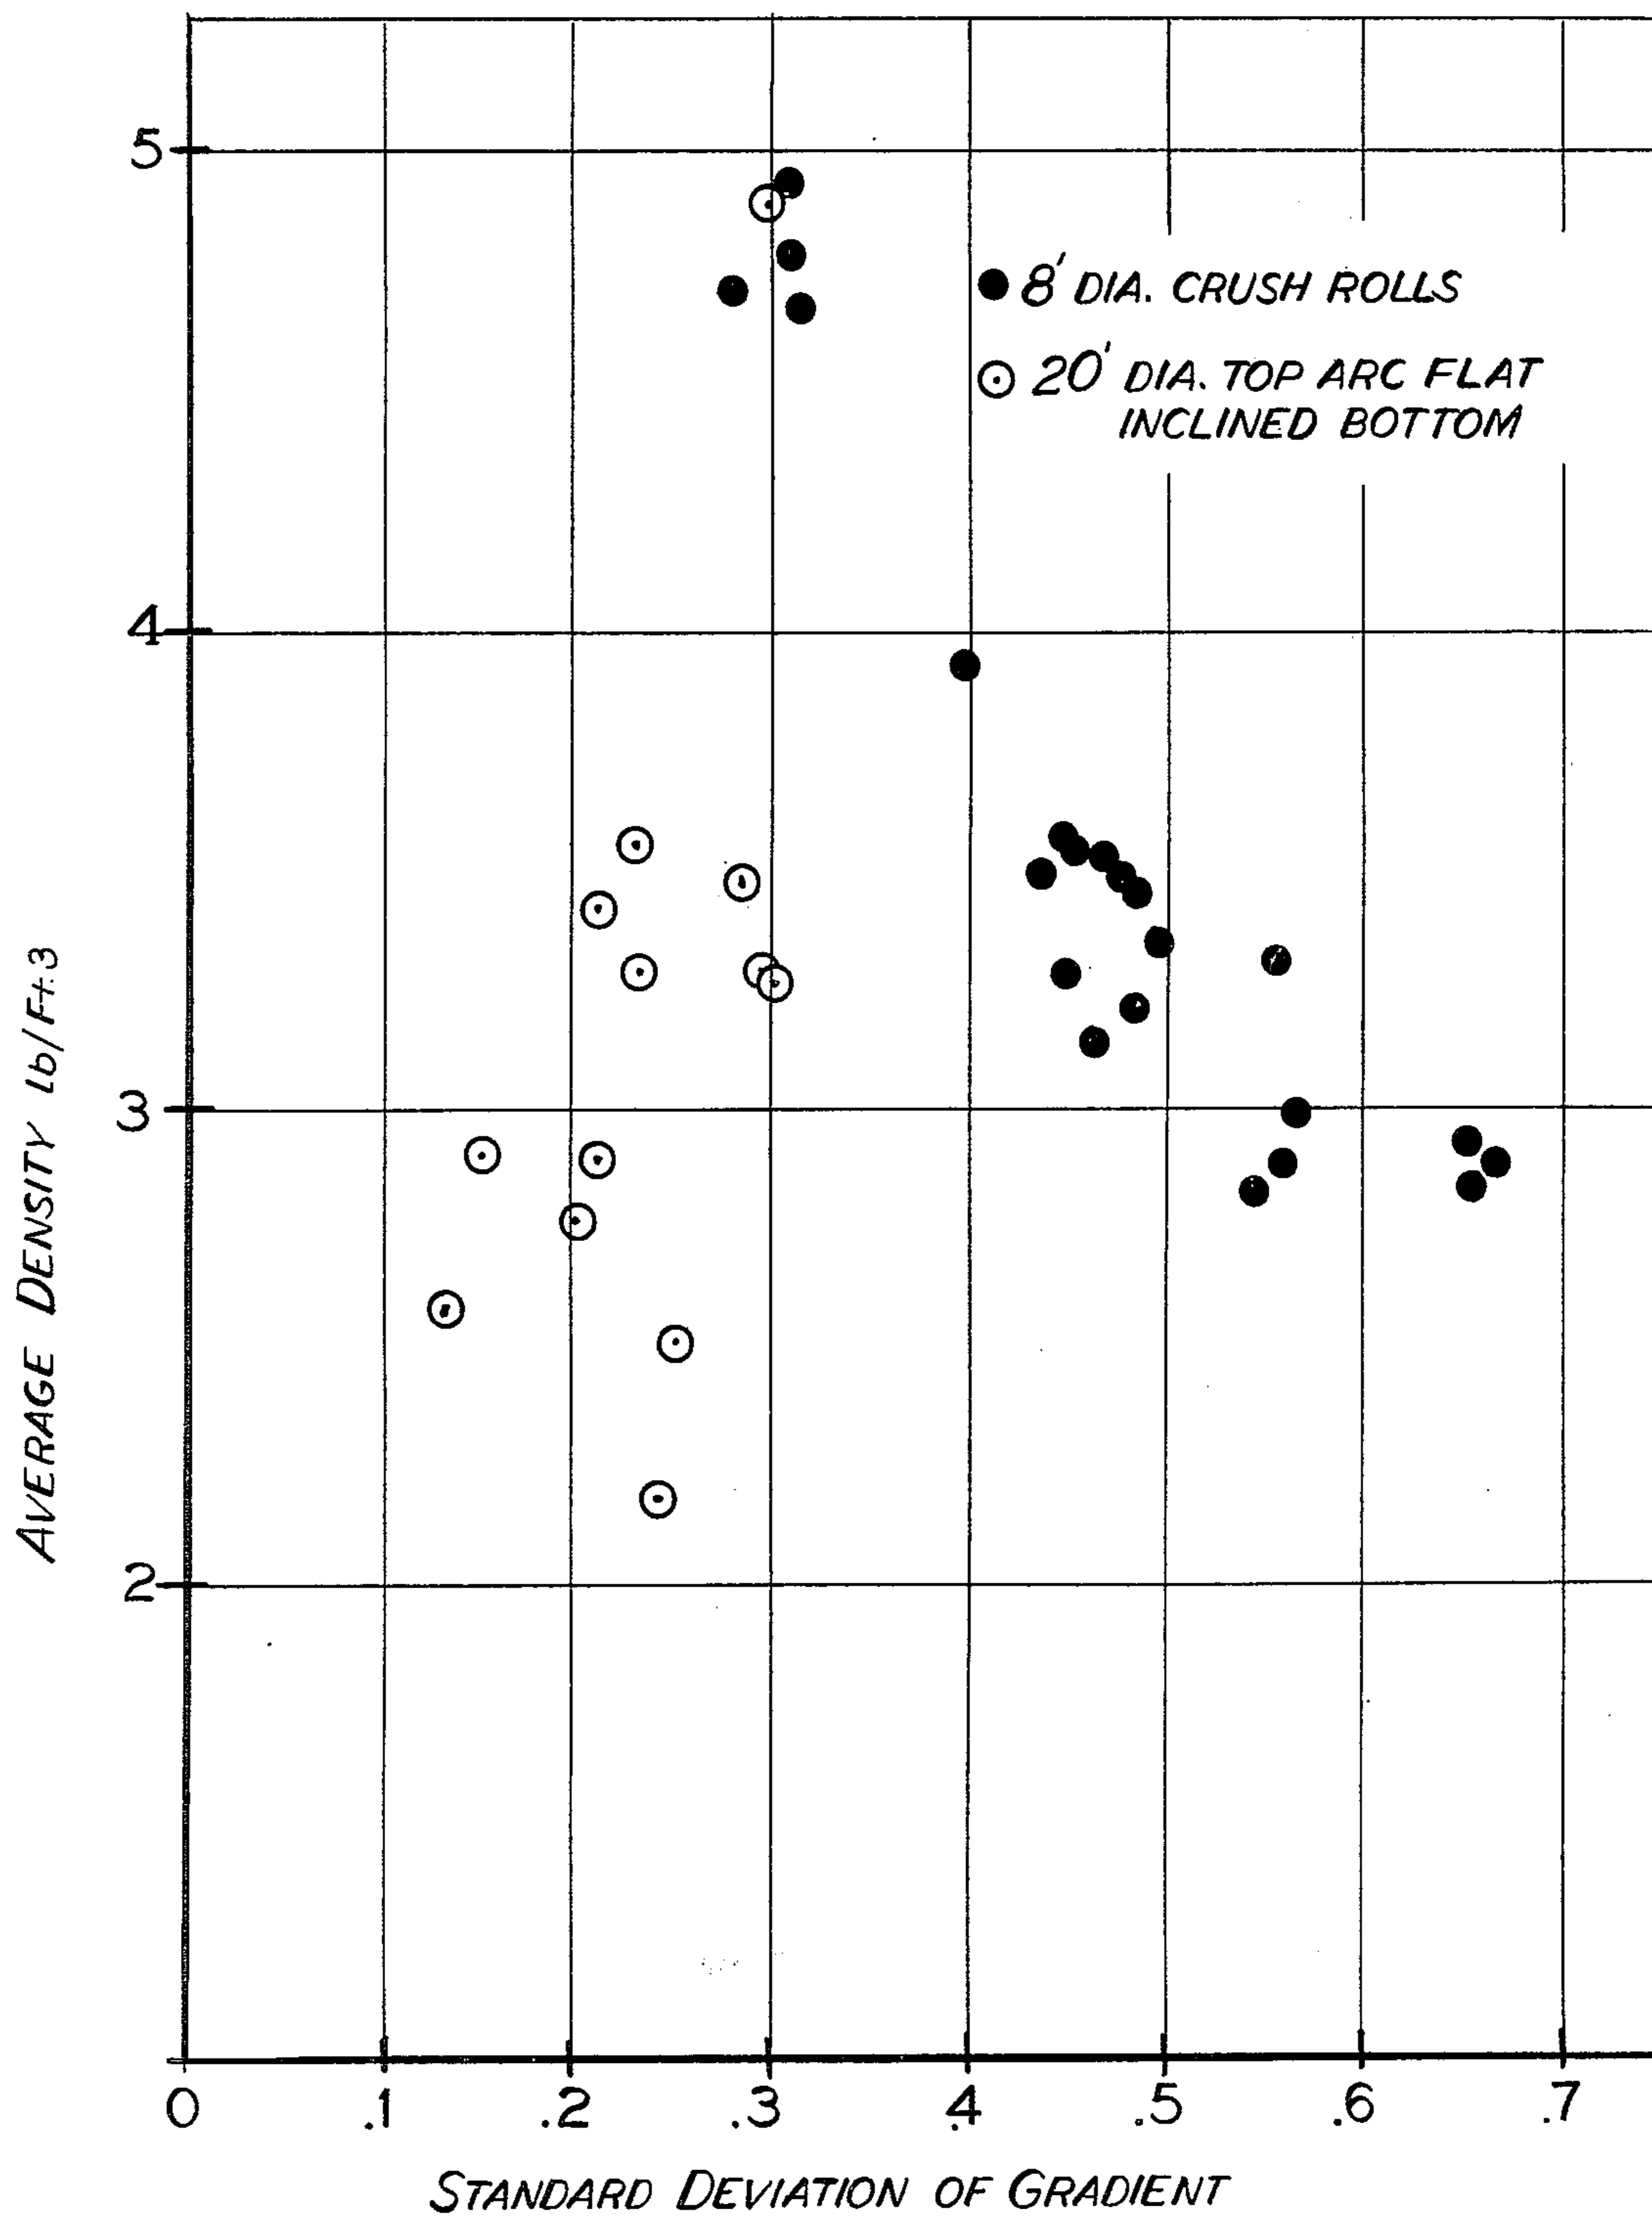 5
● 8' DIA. CRUSH ROLLS
⊙ 20' DIA. TOP ARC FLAT
INCLINED BOTTOM
4
3
2
AVERAGE DENSITY lb/Ft.3
0 .1 .2 .3 .4 .5 .6 .7
STANDARD DEVIATION OF GRADIENT